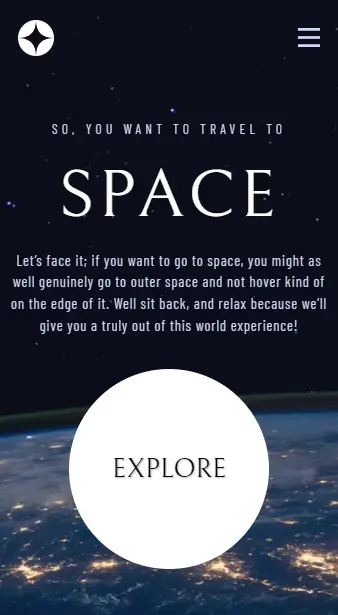 SO, YOU WANT TO TRAVEL TO
SPACE
Let’s face it; if you want to go to space, you might as
well genuinely go to outer space and not hover kind of
on the edge of it. Well sit back, and relax because we’ll
give you a truly out of this world experience!
EXPLORE